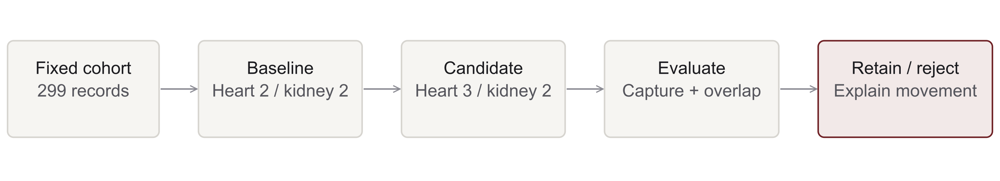 Fixed cohort
299 records
Baseline
Heart 2 / kidney 2
Candidate
Heart 3 / kidney 2
Evaluate
Capture + overlap
Retain / reject
Explain movement